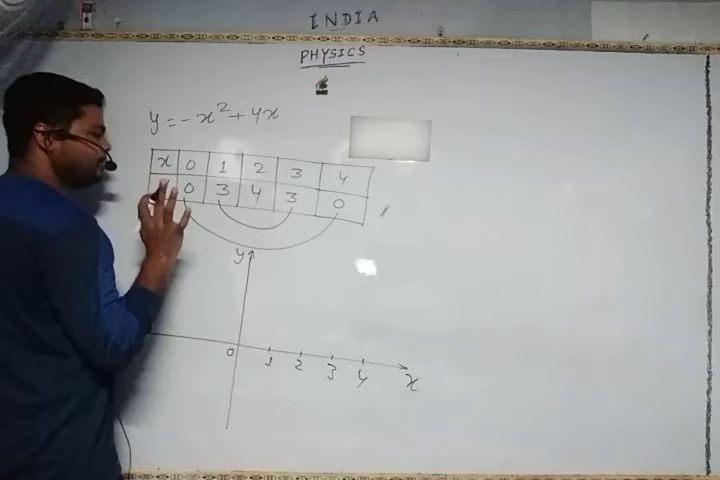 INDIA
PHYSICS
y = -x² + 4x
x 0 1 2 3 4
0 3 4 3 0
y
0 1 2 3 4
x